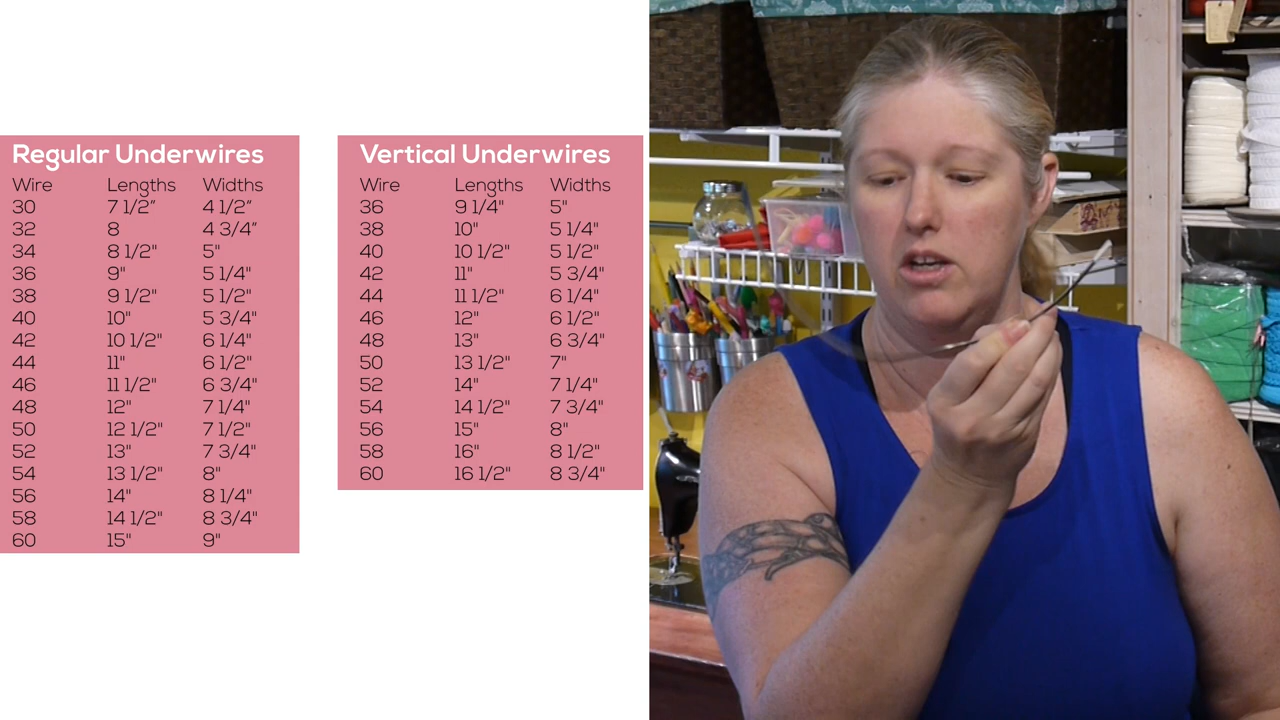 Regular Underwires
Wire Lengths Widths
30 7 1/2” 4 1/2”
32 8 4 3/4”
34 8 1/2" 5"
36 9" 5 1/4"
38 9 1/2" 5 1/2"
40 10" 5 3/4"
42 10 1/2" 6 1/4"
44 11" 6 1/2"
46 11 1/2" 6 3/4"
48 12" 7 1/4"
50 12 1/2" 7 1/2"
52 13" 7 3/4"
54 13 1/2" 8"
56 14" 8 1/4"
58 14 1/2" 8 3/4"
60 15" 9"
Vertical Underwires
Wire Lengths Widths
36 9 1/4" 5"
38 10" 5 1/4"
40 10 1/2" 5 1/2"
42 11" 5 3/4"
44 11 1/2" 6 1/4"
46 12" 6 1/2"
48 13" 6 3/4"
50 13 1/2" 7"
52 14" 7 1/4"
54 14 1/2" 7 3/4"
56 15" 8"
58 16" 8 1/2"
60 16 1/2" 8 3/4"